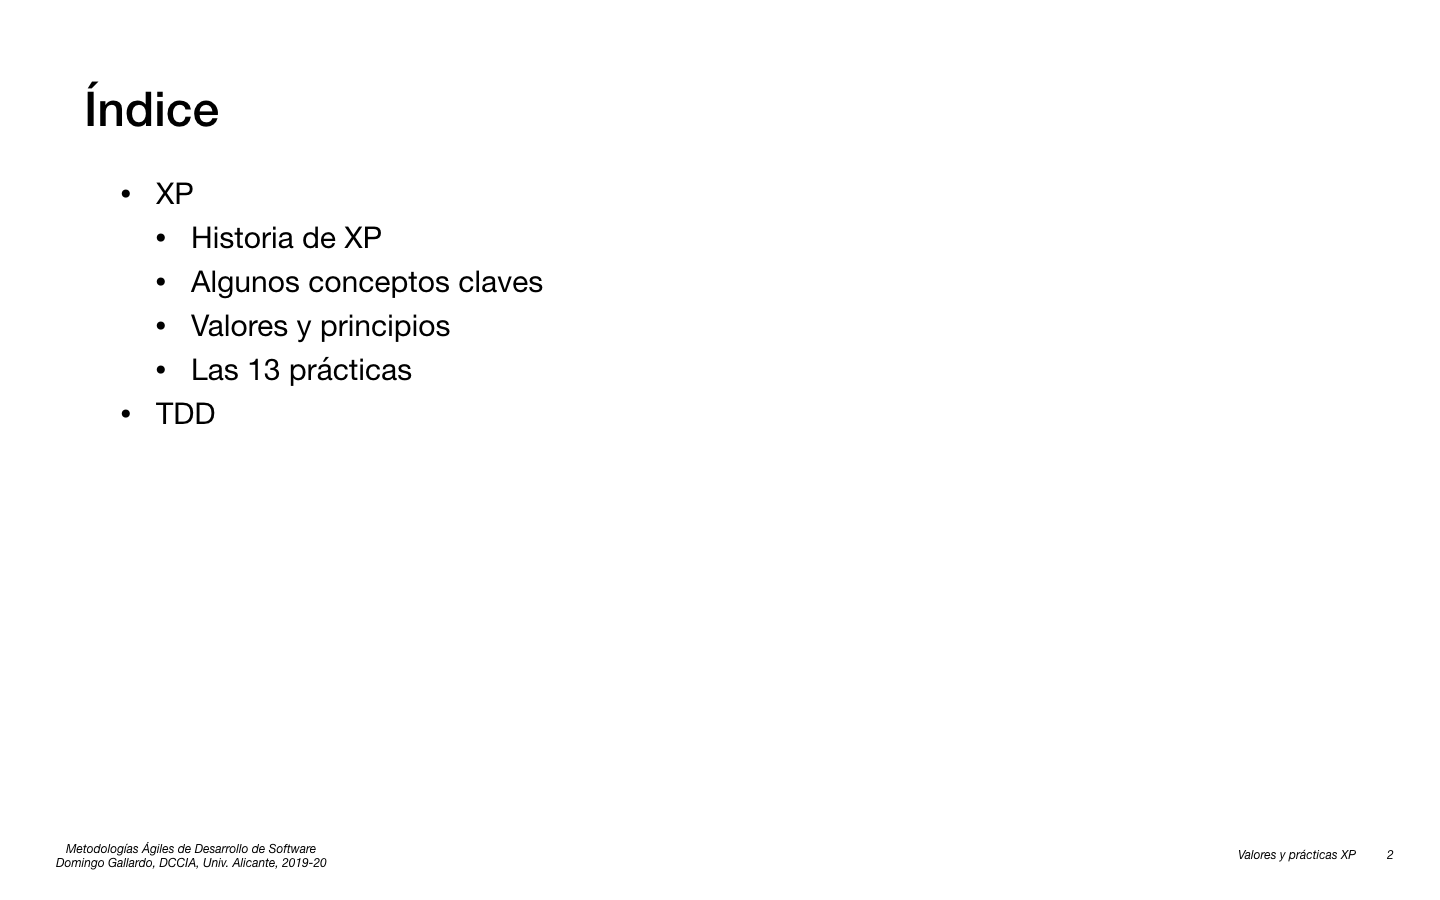 Índice
• XP
• Historia de XP
• Algunos conceptos claves
• Valores y principios
• Las 13 prácticas
• TDD
Metodologías Ágiles de Desarrollo de Software
Domingo Gallardo, DCCIA, Univ. Alicante, 2019-20
Valores y prácticas XP 2